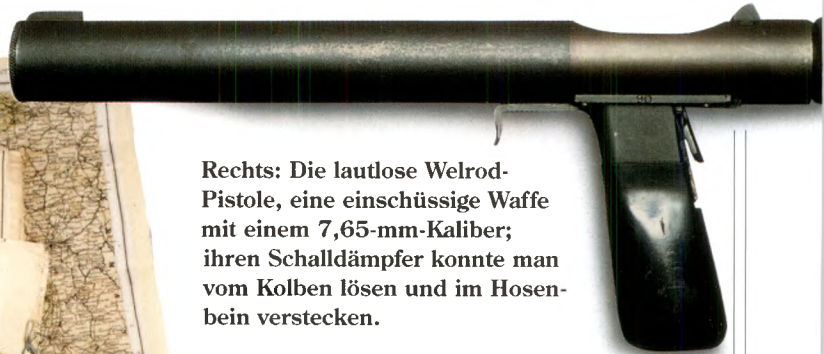 Rechts: Die lautlose Welrod-
Pistole, eine einschüssige Waffe
mit einem 7,65-mm-Kaliber;
ihren Schalldämpfer konnte man
vom Kolben lösen und im Hosen-
bein verstecken.